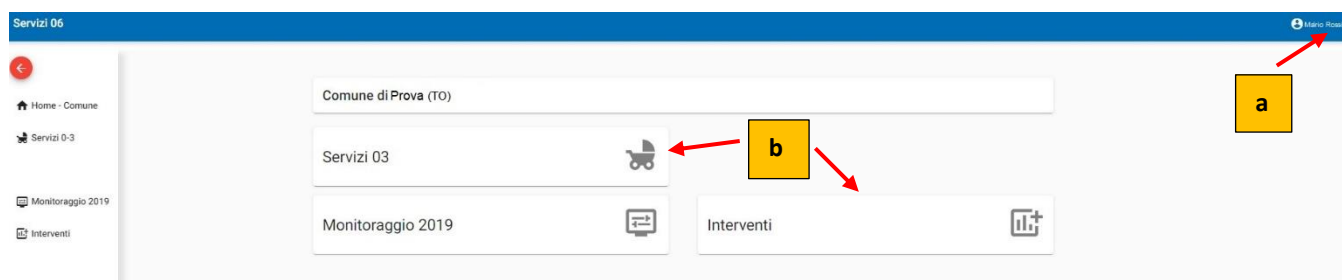 Servizi 06
Mario Rossi
Home - Comune
Servizi 0-3
Monitoraggio 2019
Interventi
Comune di Prova (TO)
Servizi 03
Monitoraggio 2019
Interventi
a
b